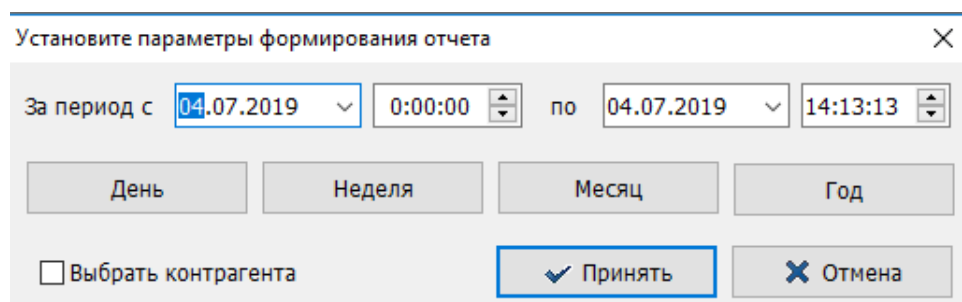 Установите параметры формирования отчета
За период с 04.07.2019 0:00:00 по 04.07.2019 14:13:13
День Неделя Месяц Год
Выбрать контрагента Принять Отмена